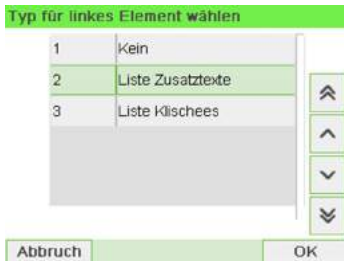 Typ für linkes Element wählen
1 Kein
2 Liste Zusatztexte
3 Liste Klischees
Abbruch OK